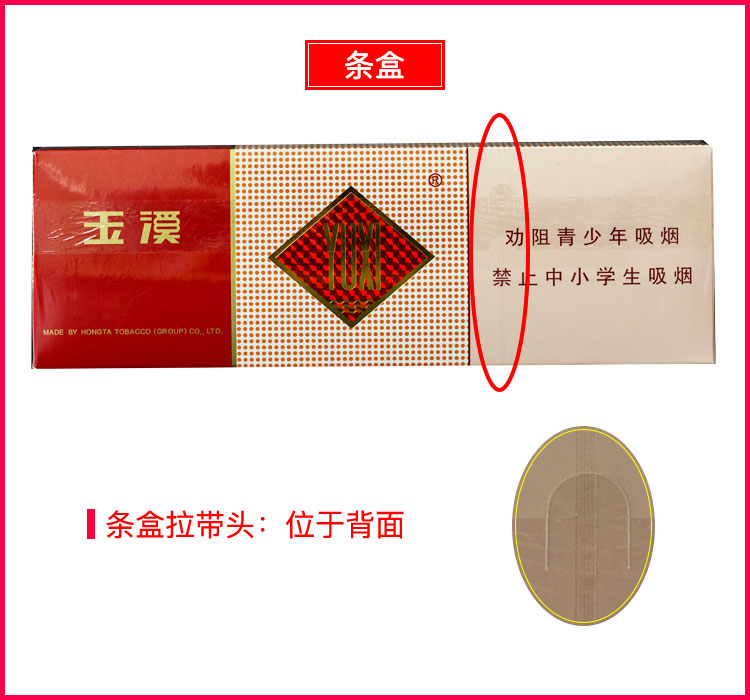 条盒
®
玉溪
YUXI
劝阻青少年吸烟
禁止中小学生吸烟
MADE BY HONGTA TOBACCO (GROUP) CO., LTD.
条盒拉带头：位于背面